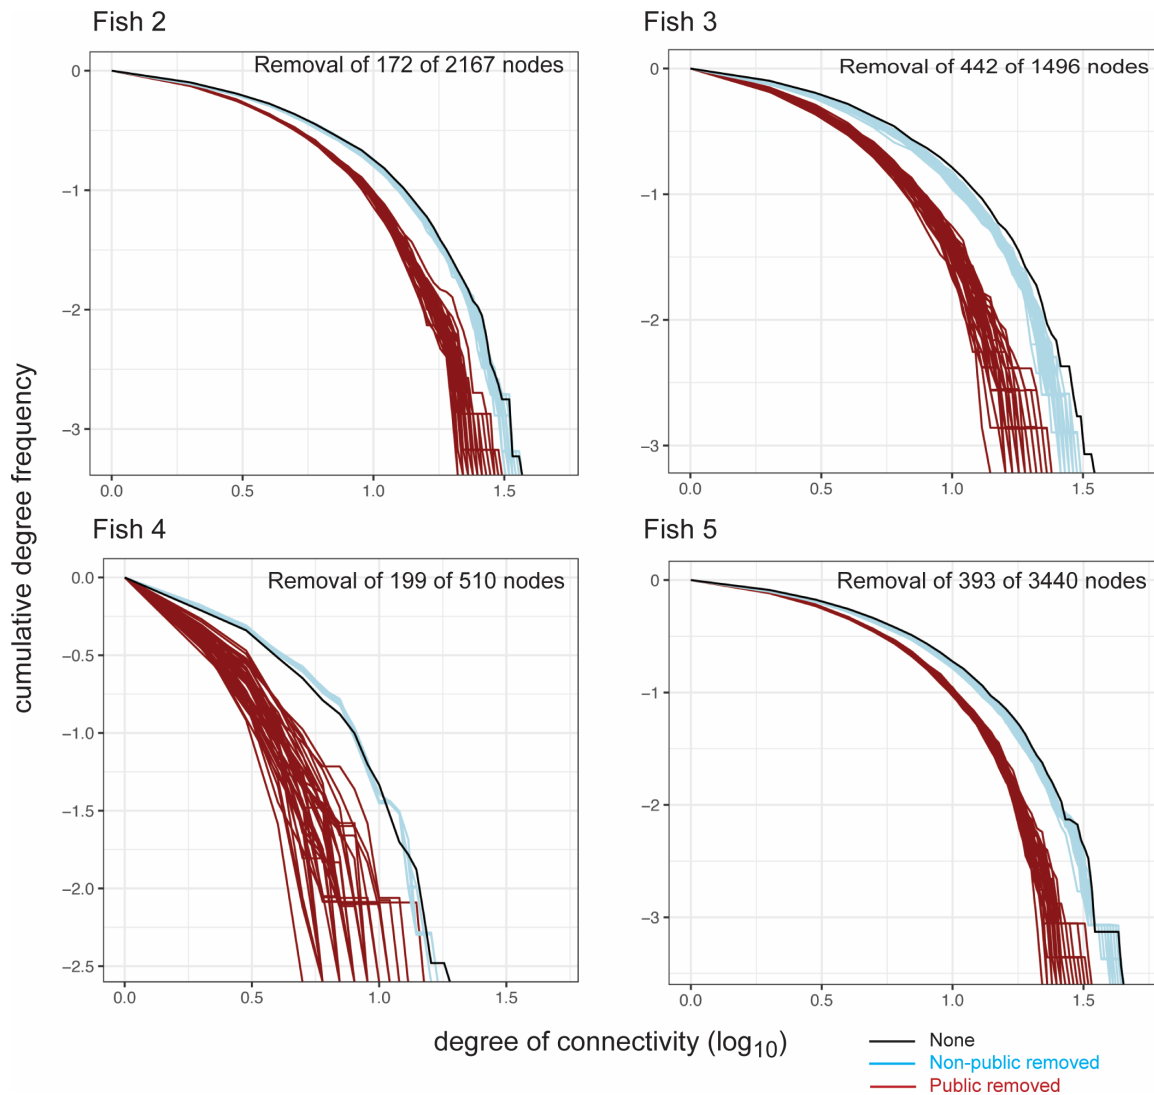 Fish 2
Removal of 172 of 2167 nodes
0
−1
−2
−3
0.0 0.5 1.0 1.5
Fish 3
Removal of 442 of 1496 nodes
0
−1
−2
−3
0.0 0.5 1.0 1.5
Fish 4
Removal of 199 of 510 nodes
0.0
−0.5
−1.0
−1.5
−2.0
−2.5
0.0 0.5 1.0 1.5
Fish 5
Removal of 393 of 3440 nodes
0
−1
−2
−3
0.0 0.5 1.0 1.5
cumulative degree frequency
degree of connectivity (log10)
None
Non-public removed
Public removed